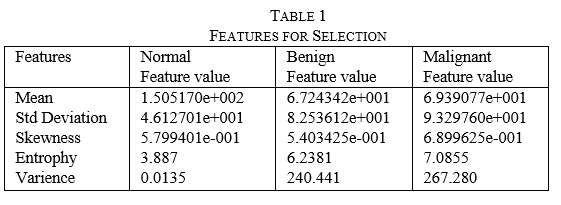 TABLE 1
FEATURES FOR SELECTION
Features Normal Benign Malignant
Feature value Feature value Feature value
Mean 1.505170e+002 6.724342e+001 6.939077e+001
Std Deviation 4.612701e+001 8.253612e+001 9.329760e+001
Skewness 5.799401e-001 5.403425e-001 6.899625e-001
Entrophy 3.887 6.2381 7.0855
Varience 0.0135 240.441 267.280